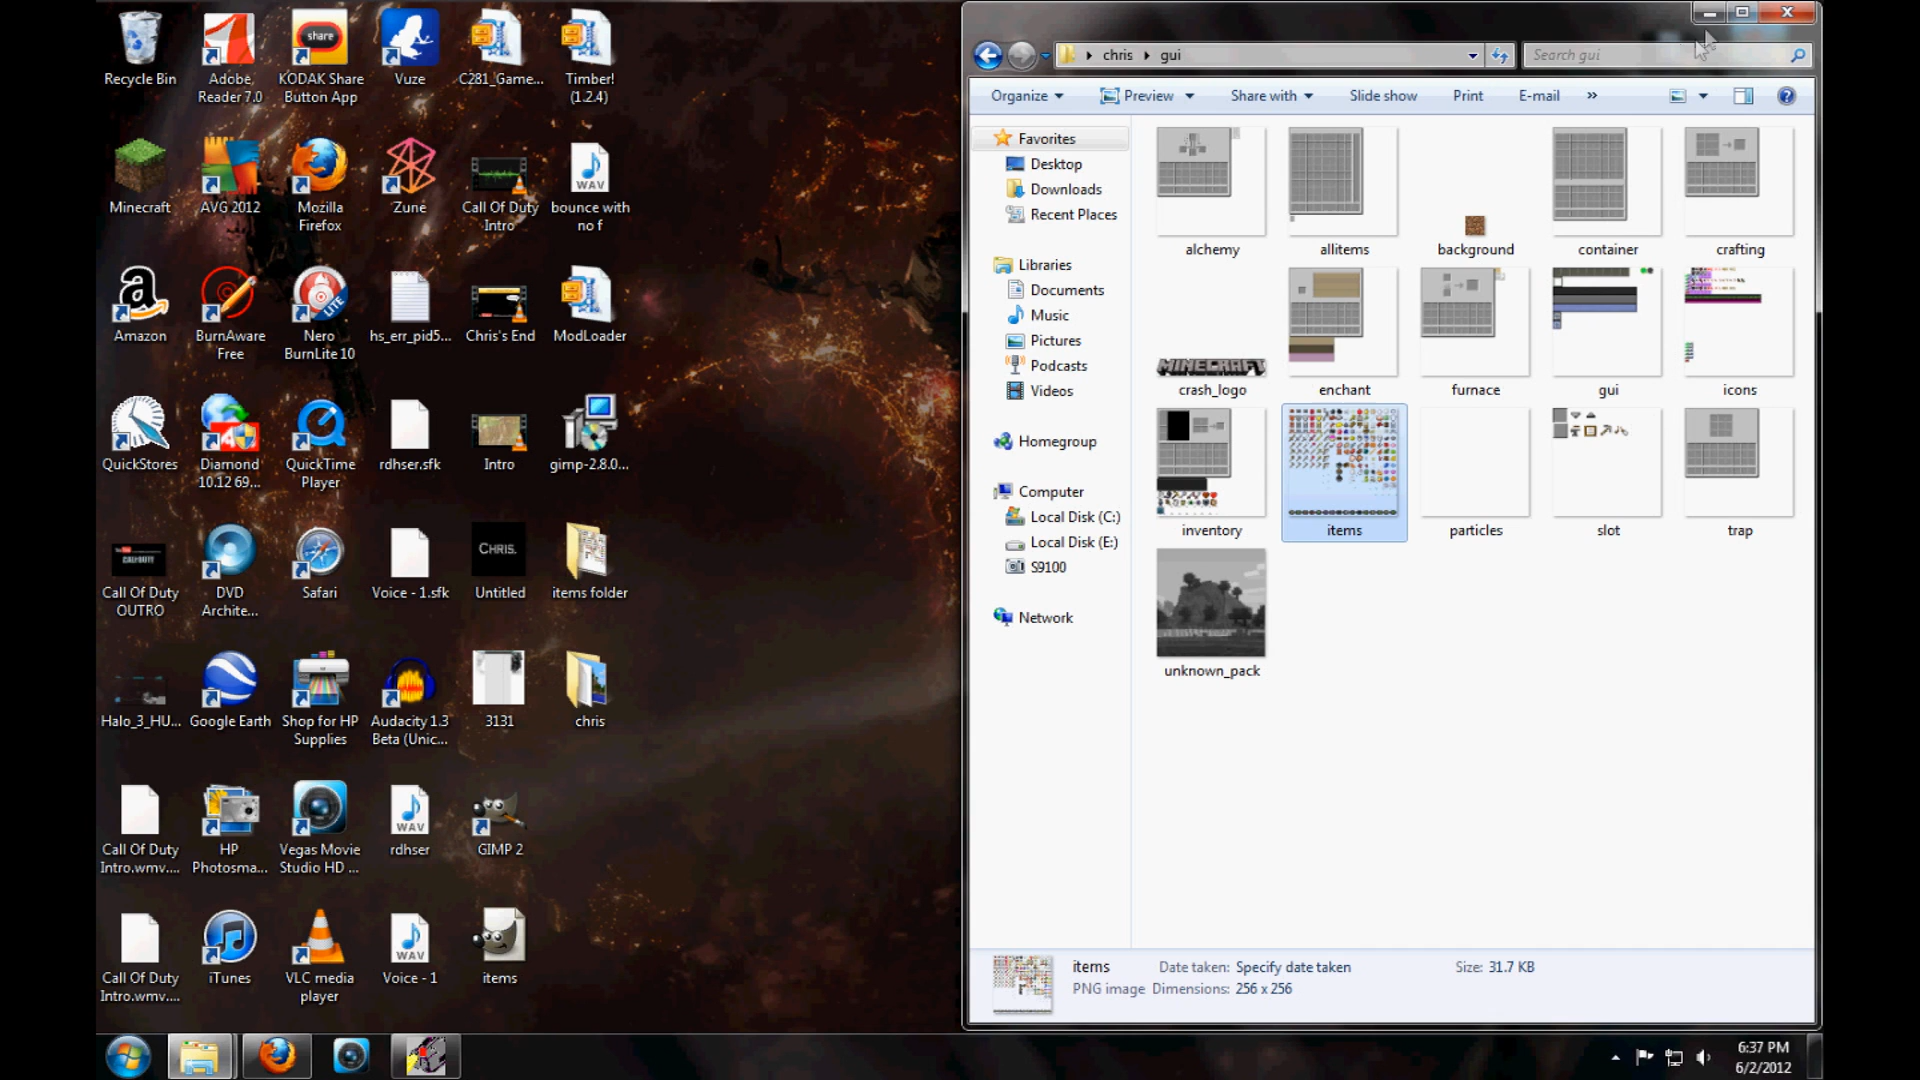 Recycle Bin
Adobe
Reader 7.0
share
KODAK Share
Button App
Vuze
C281_Game...
Timber!
(1.2.4)
Minecraft
AVG 2012
Mozilla
Firefox
Zune
Call Of Duty
Intro
WAV
bounce with
no f
Amazon
BurnAware
Free
LITE
Nero
BurnLite 10
hs_err_pid5...
Chris's End
ModLoader
QuickStores
Diamond
10.12 69...
QuickTime
Player
rdhser.sfk
Intro
gimp-2.8.0...
CALL OF DUTY
Call Of Duty
OUTRO
DVD
Archite...
Safari
Voice - 1.sfk
CHRIS.
Untitled
items folder
Halo_3_HU...
Google Earth
Shop for HP
Supplies
Audacity 1.3
Beta (Unic...
3131
chris
Call Of Duty
Intro.wmv....
HP
Photosma...
Vegas Movie
Studio HD ...
WAV
rdhser
GIMP 2
Call Of Duty
Intro.wmv....
iTunes
VLC media
player
WAV
Voice - 1
items
chris
gui
Search gui
Organize
Preview
Share with
Slide show
Print
E-mail
»
Favorites
Desktop
Downloads
Recent Places
Libraries
Documents
Music
Pictures
Podcasts
Videos
Homegroup
Computer
Local Disk (C:)
Local Disk (E:)
S9100
Network
alchemy
allitems
background
container
crafting
MINECRAFT
crash_logo
enchant
furnace
gui
icons
inventory
items
particles
slot
trap
unknown_pack
items
Date taken: Specify date taken
Size: 31.7 KB
PNG image
Dimensions: 256 x 256
6:37 PM
6/2/2012